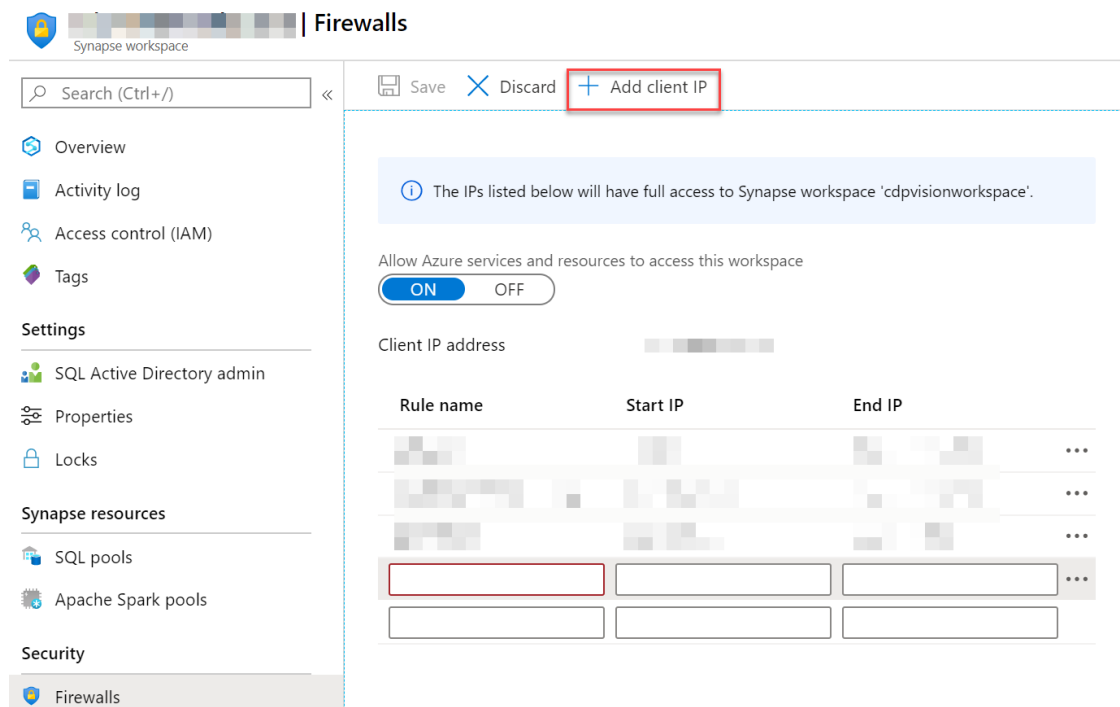 | Firewalls
Synapse workspace
Search (Ctrl+/)
«
Save
Discard
Add client IP
Overview
Activity log
Access control (IAM)
Tags
Settings
SQL Active Directory admin
Properties
Locks
Synapse resources
SQL pools
Apache Spark pools
Security
Firewalls
The IPs listed below will have full access to Synapse workspace 'cdpvisionworkspace'.
Allow Azure services and resources to access this workspace
ON OFF
Client IP address
Rule name Start IP End IP